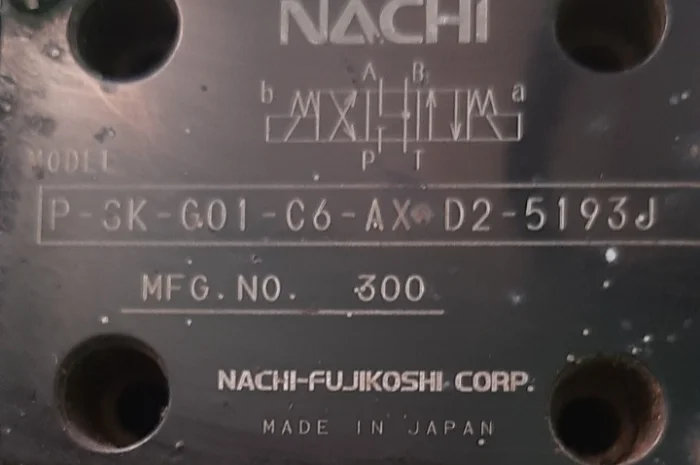 NACHI
A B
b a
P T
MODEL
P-SK-G01-C6-AX-D2-5193J
MFG.NO. 300
NACHI-FUJIKOSHI CORP.
MADE IN JAPAN